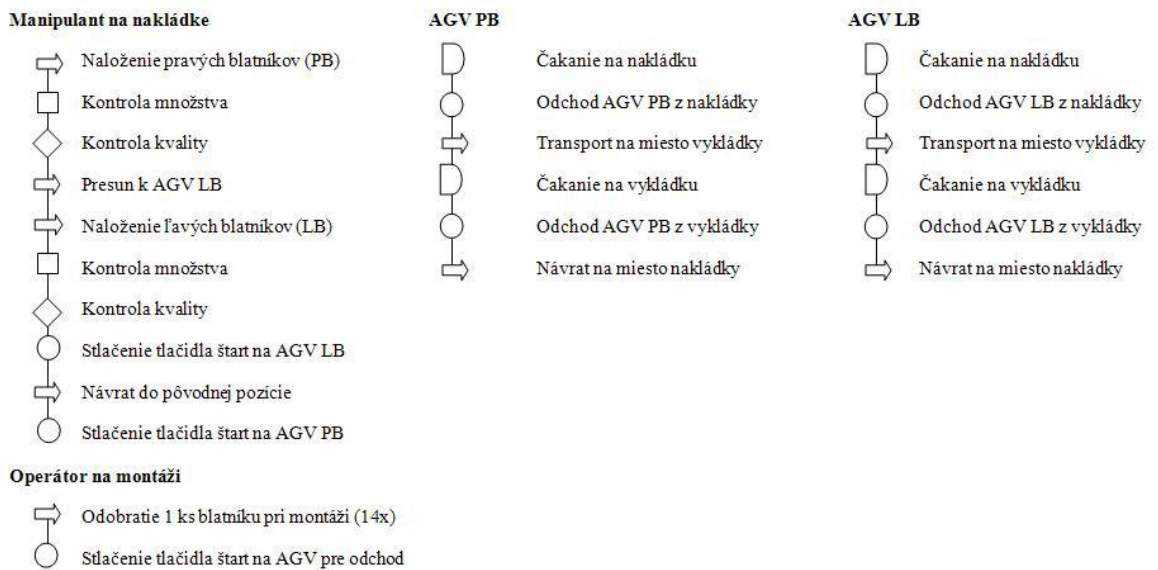 Manipulant na nakládke
Naloženie pravých blatníkov (PB)
Kontrola množstva
Kontrola kvality
Presun k AGV LB
Naloženie ľavých blatníkov (LB)
Kontrola množstva
Kontrola kvality
Stlačenie tlačidla štart na AGV LB
Návrat do pôvodnej pozície
Stlačenie tlačidla štart na AGV PB
Operátor na montáži
Odobratie 1 ks blatníku pri montáži (14x)
Stlačenie tlačidla štart na AGV pre odchod
AGV PB
Čakanie na nakládku
Odchod AGV PB z nakládky
Transport na miesto vykládky
Čakanie na vykládku
Odchod AGV PB z vykládky
Návrat na miesto nakládky
AGV LB
Čakanie na nakládku
Odchod AGV LB z nakládky
Transport na miesto vykládky
Čakanie na vykládku
Odchod AGV LB z vykládky
Návrat na miesto nakládky